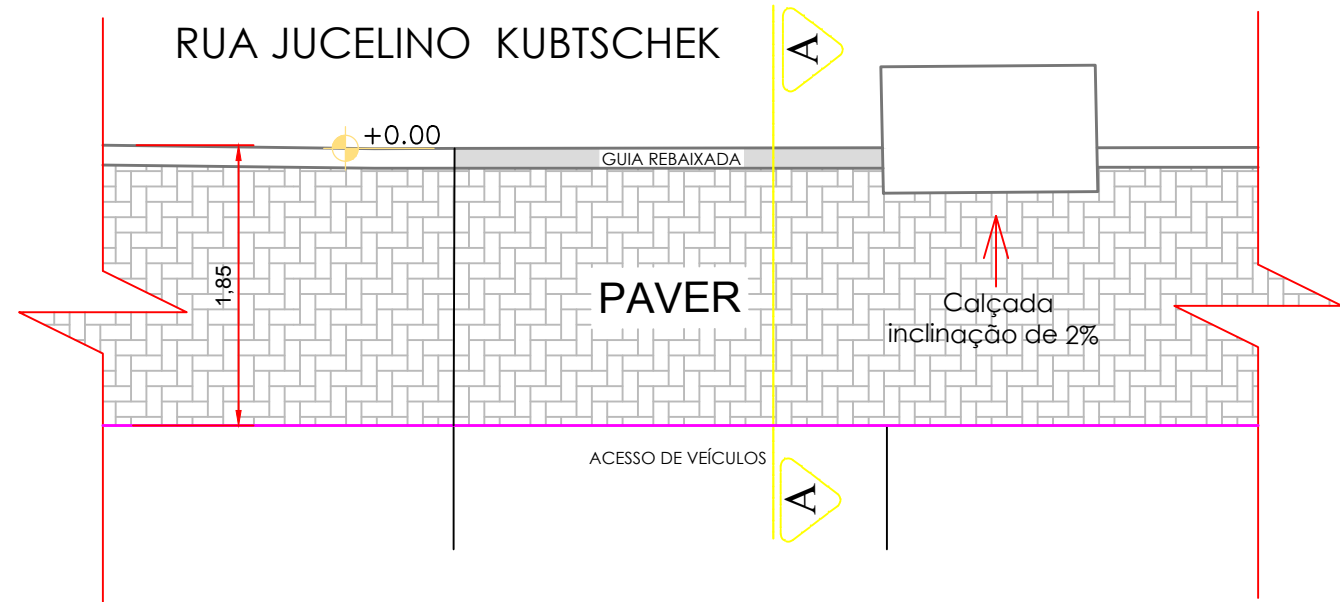 RUA JUCELINO KUBTSCHEK
A
+0.00
GUIA REBAIXADA
1,85
PAVER
Calçada
inclinação de 2%
ACESSO DE VEÍCULOS
A